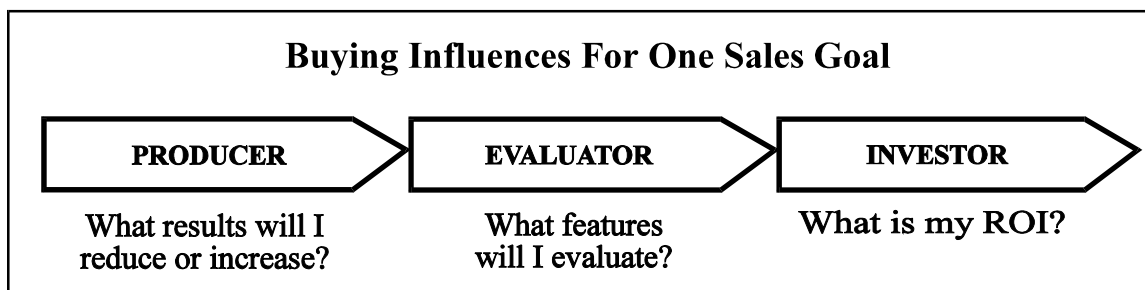 Buying Influences For One Sales Goal
PRODUCER
EVALUATOR
INVESTOR
What results will I
reduce or increase?
What features
will I evaluate?
What is my ROI?